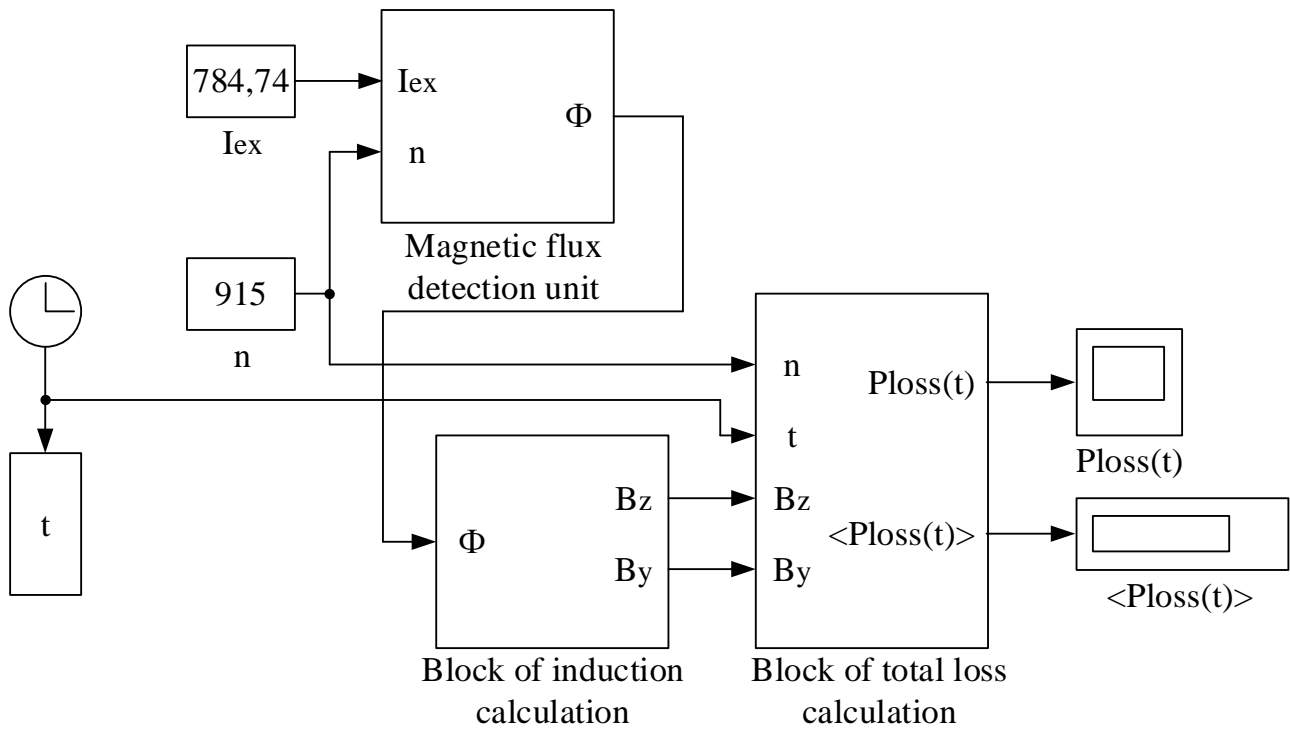 784,74
Iex
Iex
n
Φ
Magnetic flux
detection unit
915
n
t
n
t
Bz
By
Ploss(t)
<Ploss(t)>
Ploss(t)
<Ploss(t)>
Φ
Bz
By
Block of induction
calculation
Block of total loss
calculation